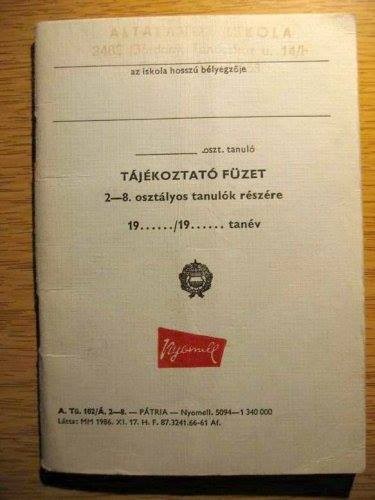 ÁLTALÁNOS ISKOLA
az iskola hosszú bélyegzője
oszt. tanuló
TÁJÉKOZTATÓ FÜZET
2—8. osztályos tanulók részére
19....../19...... tanév
Nyomell
A. Tü. 102/Á. 2—8. — PÁTRIA — Nyomell. 5094—1 340 000
Látta: MM 1986. XI. 17. H. F. 87.3241.66-61 Af.